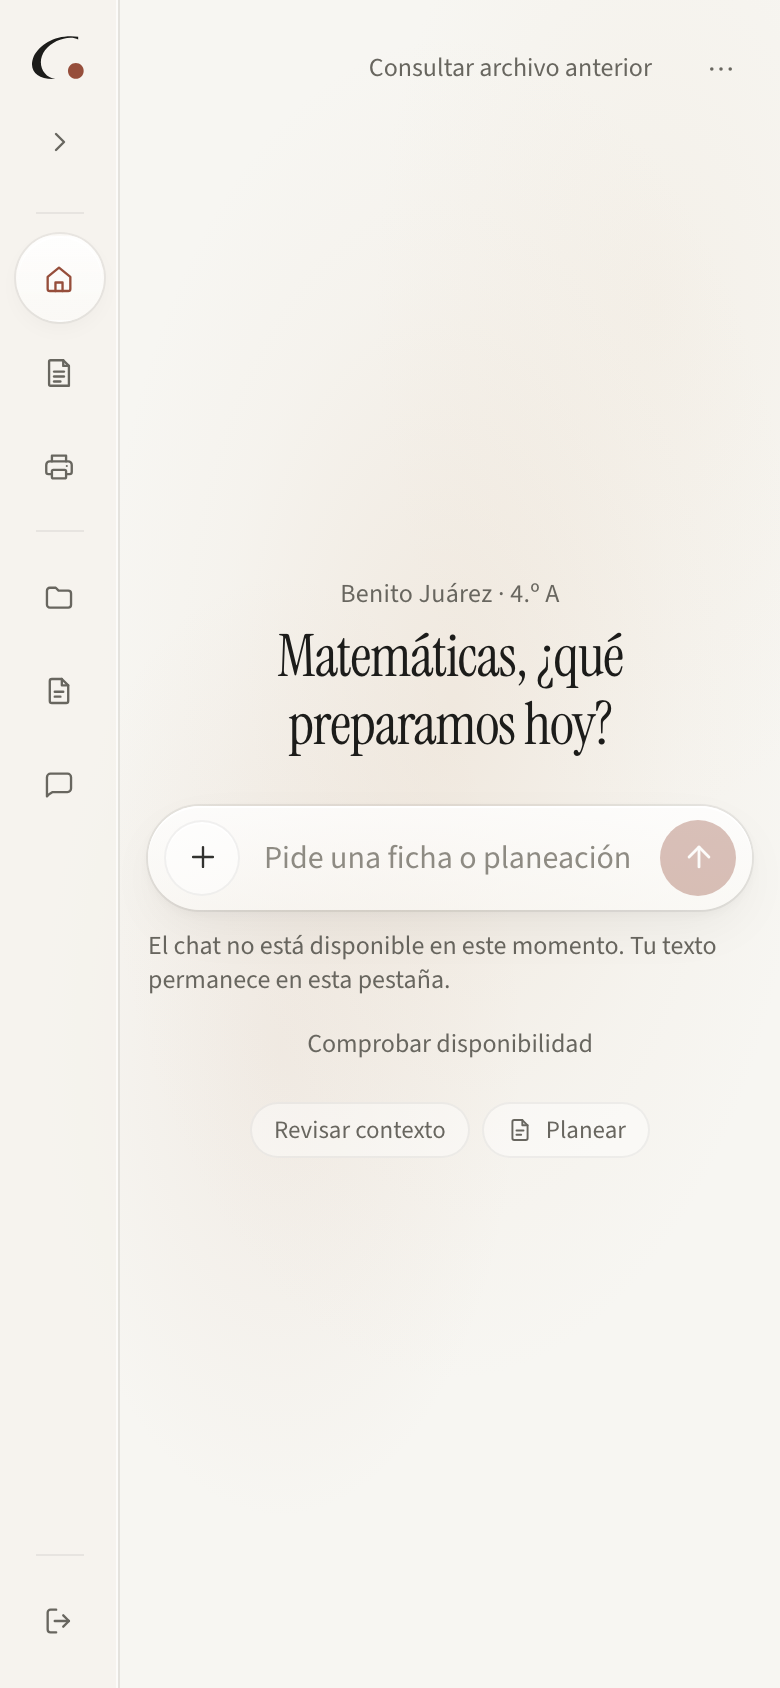 Consultar archivo anterior
Benito Juárez · 4.º A
Matemáticas, ¿qué
preparamos hoy?
Pide una ficha o planeación
El chat no está disponible en este momento. Tu texto
permanece en esta pestaña.
Comprobar disponibilidad
Revisar contexto
Planear